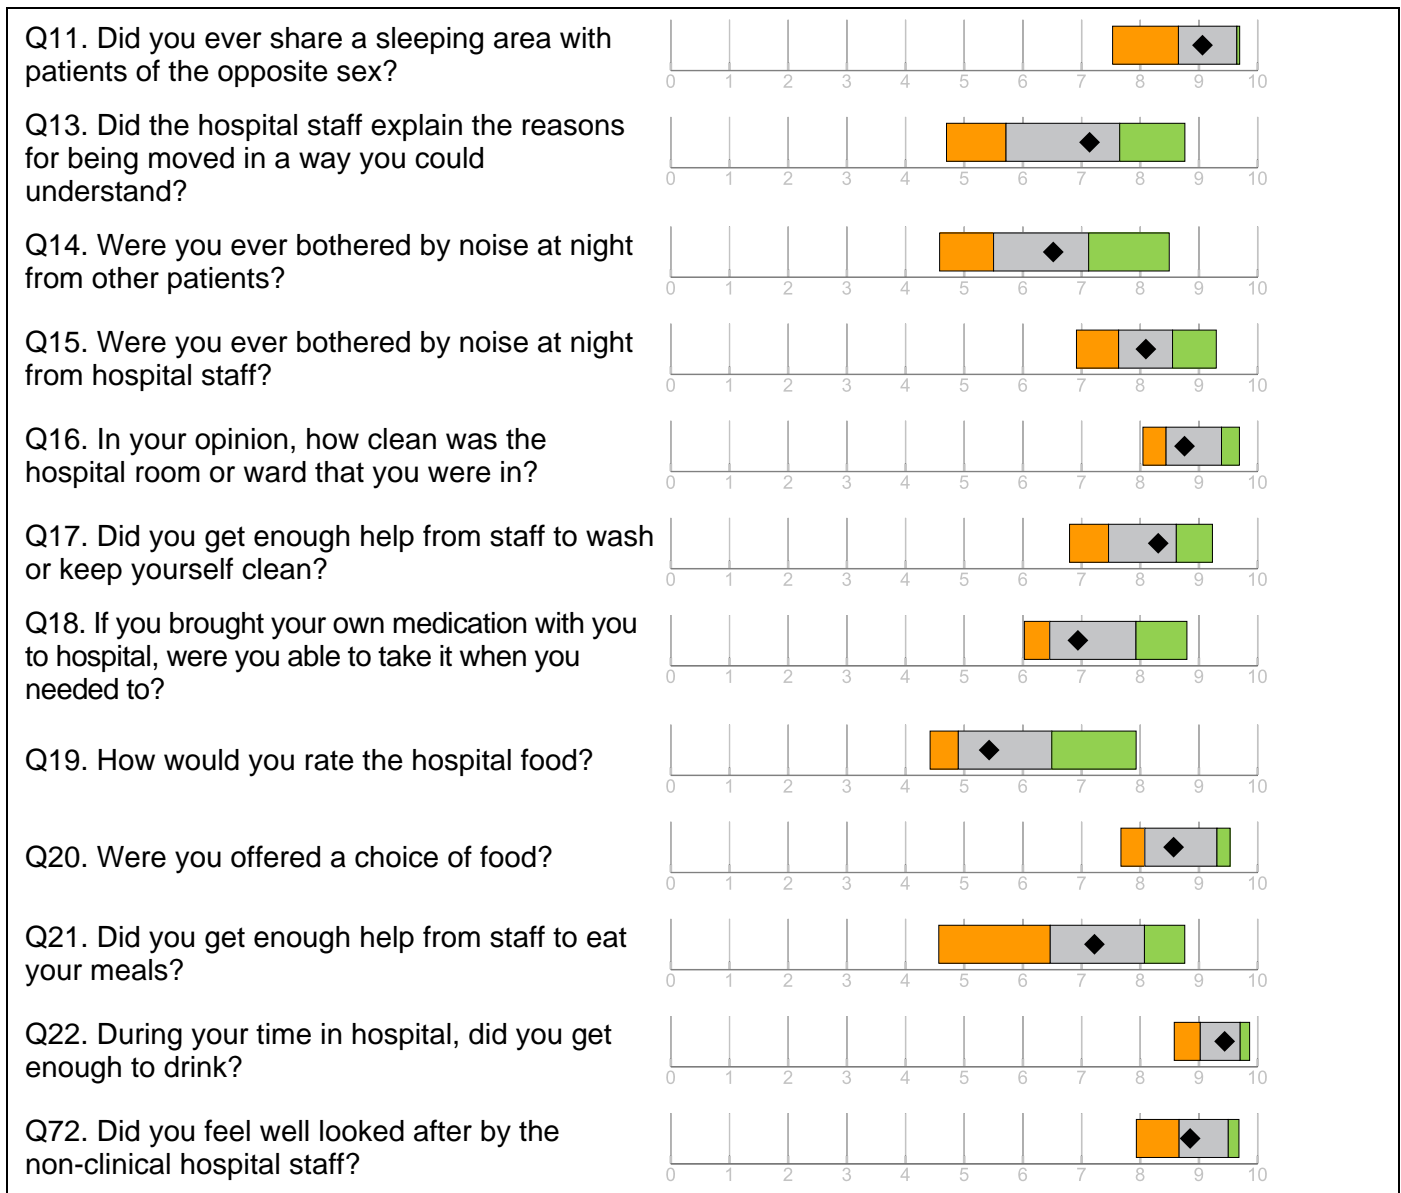 Q11. Did you ever share a sleeping area with
patients of the opposite sex?
0 1 2 3 4 5 6 7 8 9 10
Q13. Did the hospital staff explain the reasons
for being moved in a way you could
understand?
0 1 2 3 4 5 6 7 8 9 10
Q14. Were you ever bothered by noise at night
from other patients?
0 1 2 3 4 5 6 7 8 9 10
Q15. Were you ever bothered by noise at night
from hospital staff?
0 1 2 3 4 5 6 7 8 9 10
Q16. In your opinion, how clean was the
hospital room or ward that you were in?
0 1 2 3 4 5 6 7 8 9 10
Q17. Did you get enough help from staff to wash
or keep yourself clean?
0 1 2 3 4 5 6 7 8 9 10
Q18. If you brought your own medication with you
to hospital, were you able to take it when you
needed to?
0 1 2 3 4 5 6 7 8 9 10
Q19. How would you rate the hospital food?
0 1 2 3 4 5 6 7 8 9 10
Q20. Were you offered a choice of food?
0 1 2 3 4 5 6 7 8 9 10
Q21. Did you get enough help from staff to eat
your meals?
0 1 2 3 4 5 6 7 8 9 10
Q22. During your time in hospital, did you get
enough to drink?
0 1 2 3 4 5 6 7 8 9 10
Q72. Did you feel well looked after by the
non-clinical hospital staff?
0 1 2 3 4 5 6 7 8 9 10